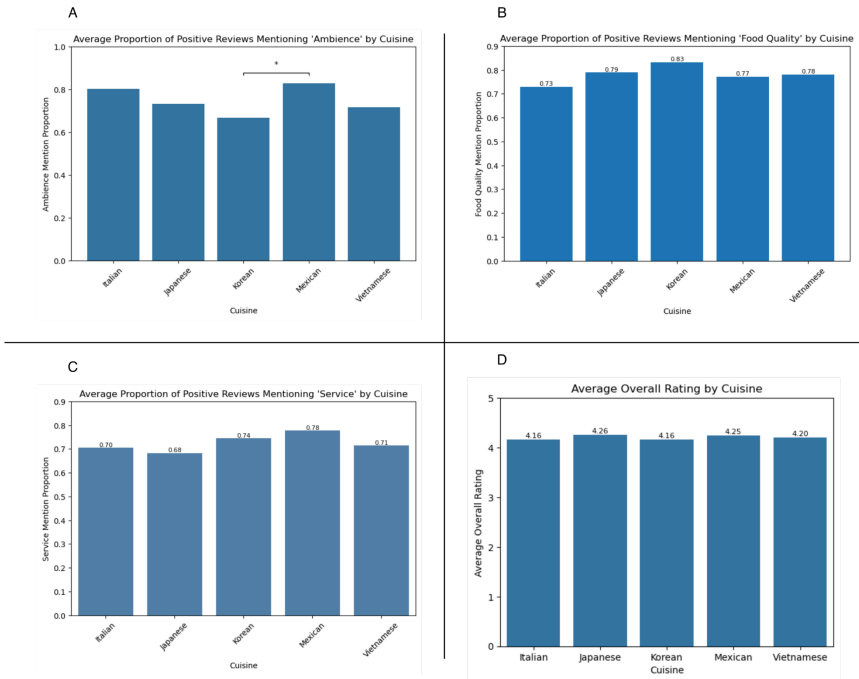 A
Average Proportion of Positive Reviews Mentioning 'Ambience' by Cuisine
1.0
0.8
0.6
0.4
0.2
0.0
Ambience Mention Proportion
*
Italian
Japanese
Korean
Mexican
Vietnamese
Cuisine
B
Average Proportion of Positive Reviews Mentioning 'Food Quality' by Cuisine
0.9
0.8
0.7
0.6
0.5
0.4
0.3
0.2
0.1
0.0
Food Quality Mention Proportion
0.73
0.79
0.83
0.77
0.78
Italian
Japanese
Korean
Mexican
Vietnamese
Cuisine
C
Average Proportion of Positive Reviews Mentioning 'Service' by Cuisine
0.9
0.8
0.7
0.6
0.5
0.4
0.3
0.2
0.1
0.0
Service Mention Proportion
0.70
0.68
0.74
0.78
0.71
Italian
Japanese
Korean
Mexican
Vietnamese
Cuisine
D
Average Overall Rating by Cuisine
5
4
3
2
1
0
Average Overall Rating
4.16
4.26
4.16
4.25
4.20
Italian
Japanese
Korean
Mexican
Vietnamese
Cuisine